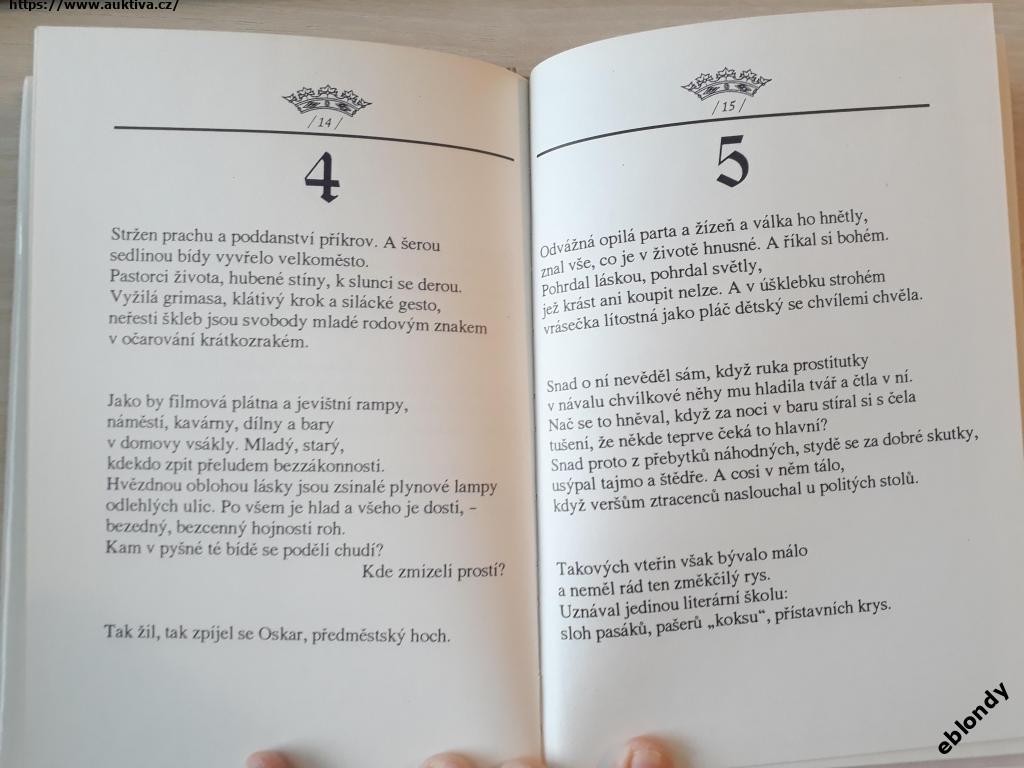 https://www.auktiva.cz/
/14/
4
Stržen prachu a poddanství příkrov. A šerou
sedlinou bídy vyvřelo velkoměsto.
Pastorci života, hubené stíny, k slunci se derou.
Vyžilá grimasa, klátivý krok a silácké gesto,
neřesti škleb jsou svobody mladé rodovým znakem
v očarování krátkozrakém.
Jako by filmová plátna a jevištní rampy,
náměstí, kavárny, dílny a bary
v domovy vsákly. Mladý, starý,
kdekdo zpit přeludem bezzákonnosti.
Hvězdnou oblohou lásky jsou zsinalé plynové lampy
odlehlých ulic. Po všem je hlad a všeho je dosti, –
bezedný, bezcenný hojnosti roh.
Kam v pyšné té bídě se poděli chudí?
Kde zmizeli prostí?
Tak žil, tak zpíjel se Oskar, předměstský hoch.
/15/
5
Odvážná opilá parta a žízeň a válka ho hnětly,
znal vše, co je v životě hnusné. A říkal si bohém.
Pohrdal láskou, pohrdal světly,
jež krást ani koupit nelze. A v úšklebku strohém
vrásečka lítostná jako pláč dětský se chvílemi chvěla.
Snad o ní nevěděl sám, když ruka prostitutky
v návalu chvilkové něhy mu hladila tvář a čtla v ní.
Nač se to hněval, když za noci v baru stíral si s čela
tušení, že někde teprve čeká to hlavní?
Snad proto z přebytků náhodných, stydě se za dobré skutky,
usýpal tajmo a štědře. A cosi v něm tálo,
když veršům ztracenců naslouchal u politých stolů.
Takových vteřin však bývalo málo
a neměl rád ten změkčilý rys.
Uznával jedinou literární školu:
sloh pasáků, pašerů „koksu“, přístavních krys.
eblondy